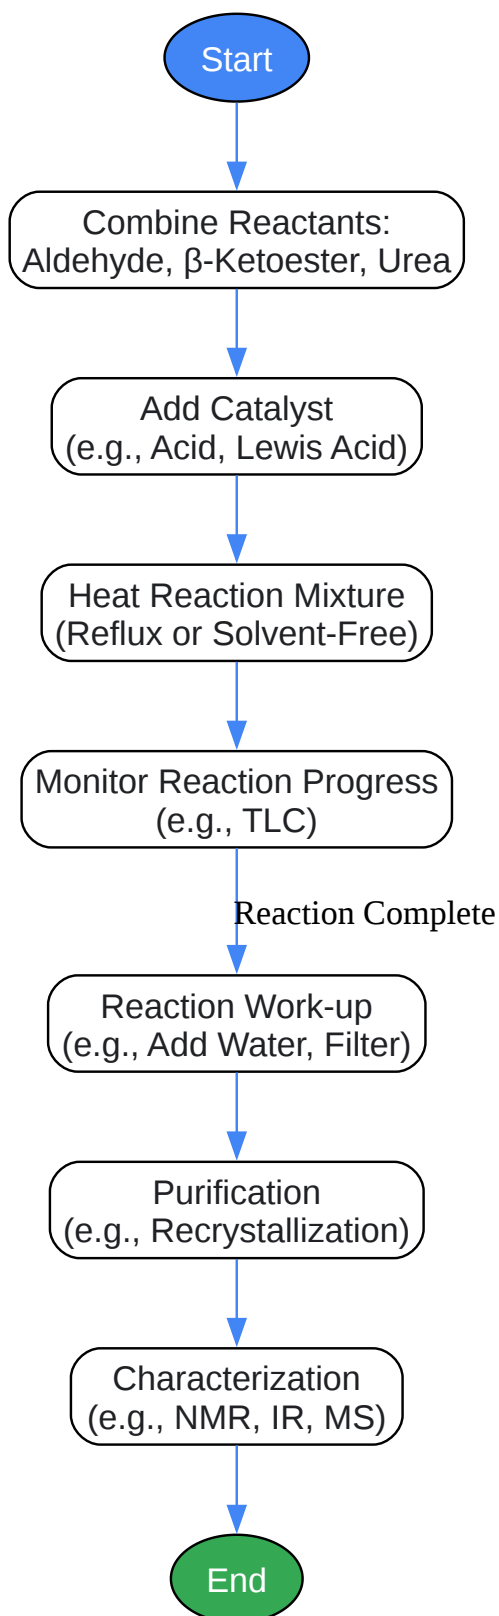 Start
Combine Reactants:
Aldehyde, β-Ketoester, Urea
Add Catalyst
(e.g., Acid, Lewis Acid)
Heat Reaction Mixture
(Reflux or Solvent-Free)
Monitor Reaction Progress
(e.g., TLC)
Reaction Complete
Reaction Work-up
(e.g., Add Water, Filter)
Purification
(e.g., Recrystallization)
Characterization
(e.g., NMR, IR, MS)
End